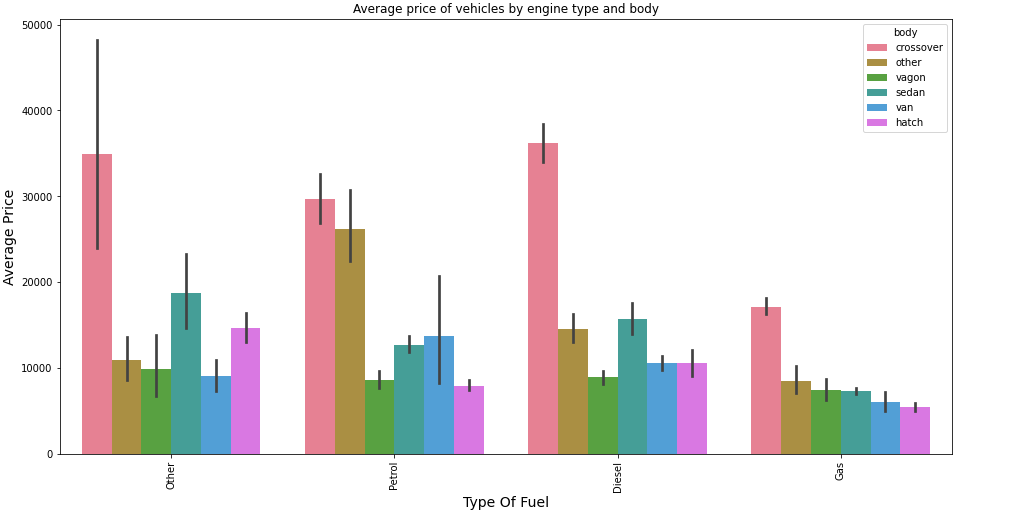 Average price of vehicles by engine type and body
50000
40000
30000
20000
10000
0
Average Price
body
crossover
other
vagon
sedan
van
hatch
Other
Petrol
Diesel
Gas
Type Of Fuel